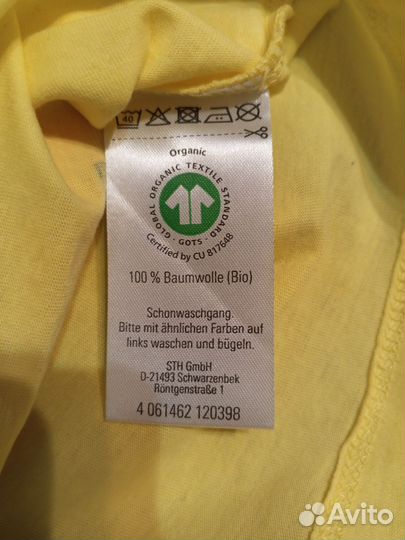 40
Organic
GLOBAL ORGANIC TEXTILE STANDARD
· GOTS ·
Certified by CU 817648
100 % Baumwolle (Bio)
Schonwaschgang.
Bitte mit ähnlichen Farben auf
links waschen und bügeln.
STH GmbH
D-21493 Schwarzenbek
Röntgenstraße 1
4 061462 120398
Avito